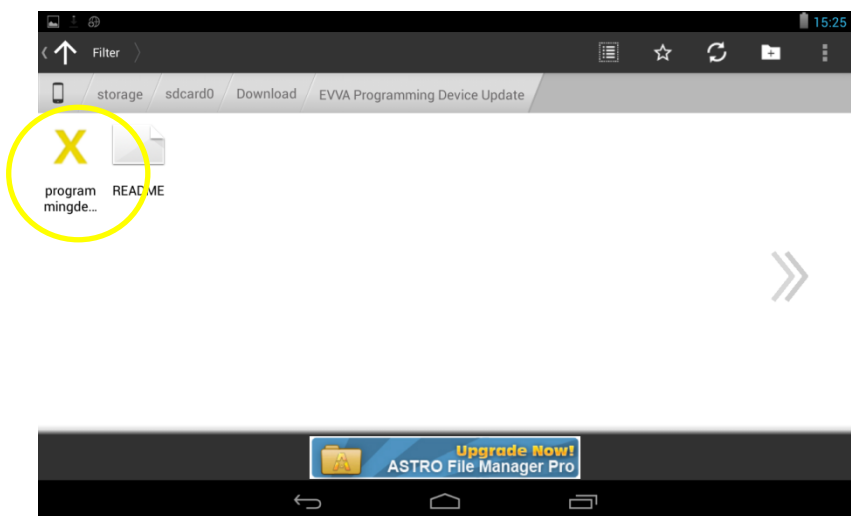 15:25
Filter
storage sdcard0 Download EVVA Programming Device Update
X
program README
mingde...
Upgrade Now!
ASTRO File Manager Pro